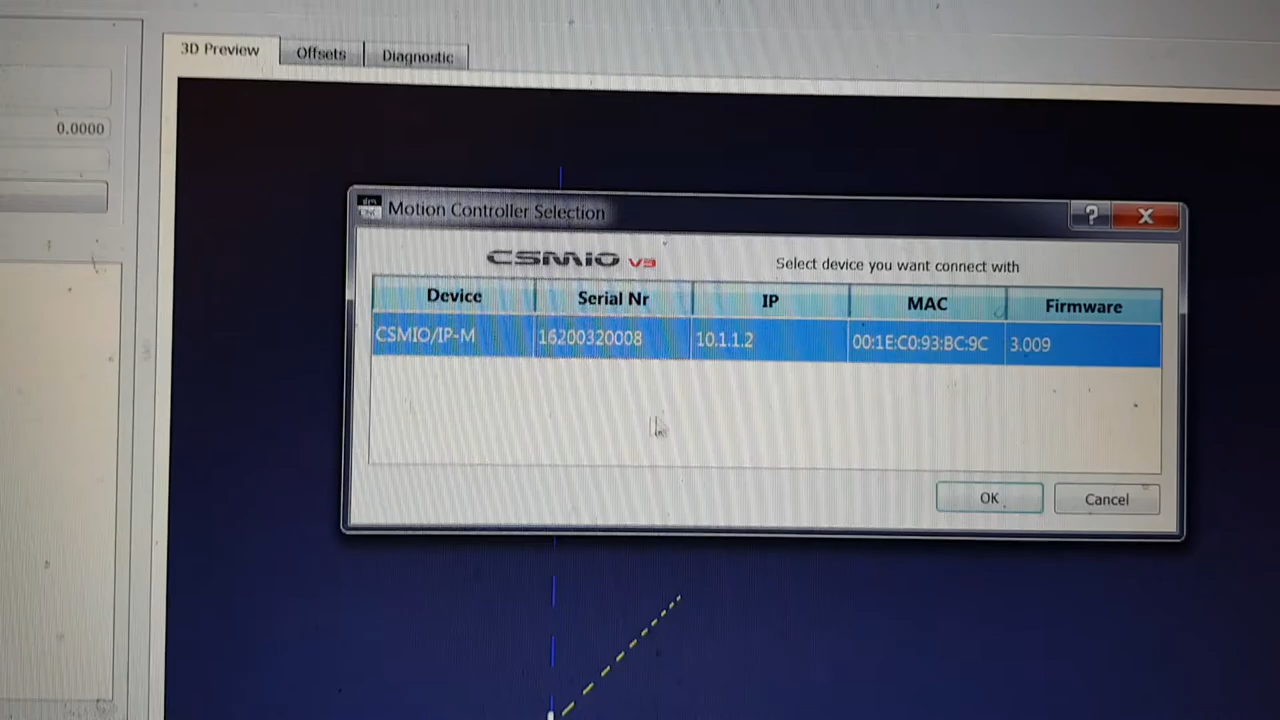 3D Preview
Offsets
Diagnostic
0.0000
Motion Controller Selection
?
X
CSMIO V3
Select device you want connect with
Device Serial Nr IP MAC Firmware
CSMIO/IP-M 16200320008 10.1.1.2 00:1E:C0:93:BC:9C 3.009
OK
Cancel